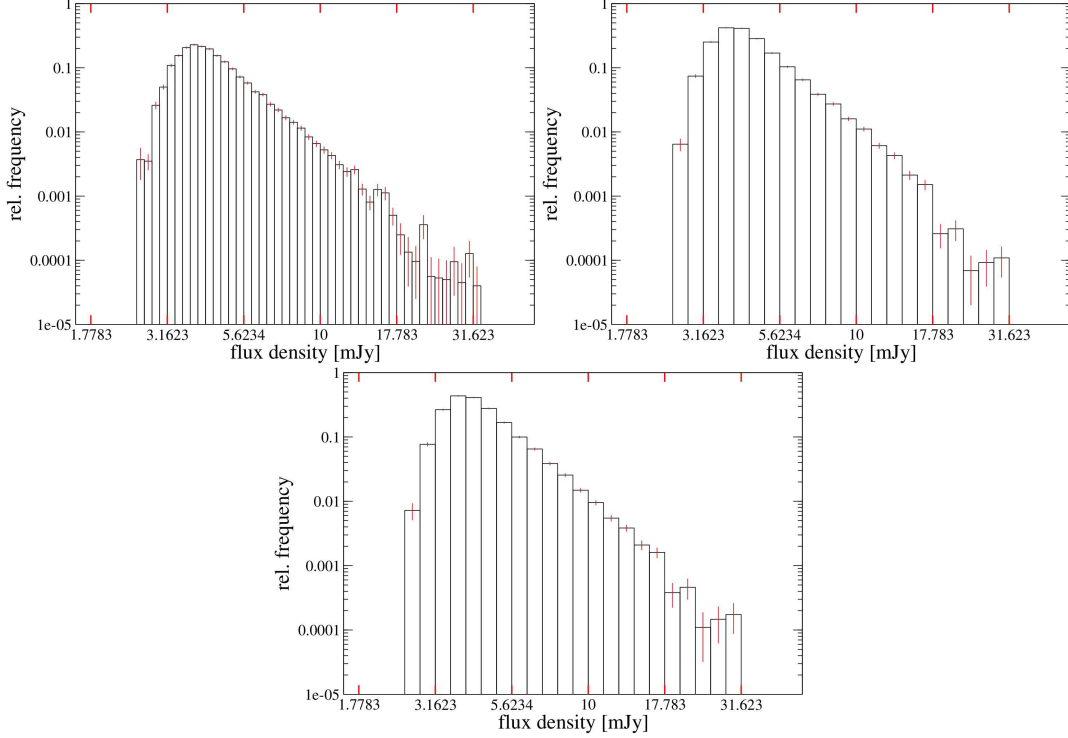 1
0.1
0.01
0.001
0.0001
1e-05
rel. frequency
1.7783 3.1623 5.6234 10 17.783 31.623
flux density [mJy]
1
0.1
0.01
0.001
0.0001
1e-05
rel. frequency
1.7783 3.1623 5.6234 10 17.783 31.623
flux density [mJy]
1
0.1
0.01
0.001
0.0001
1e-05
rel. frequency
1.7783 3.1623 5.6234 10 17.783 31.623
flux density [mJy]